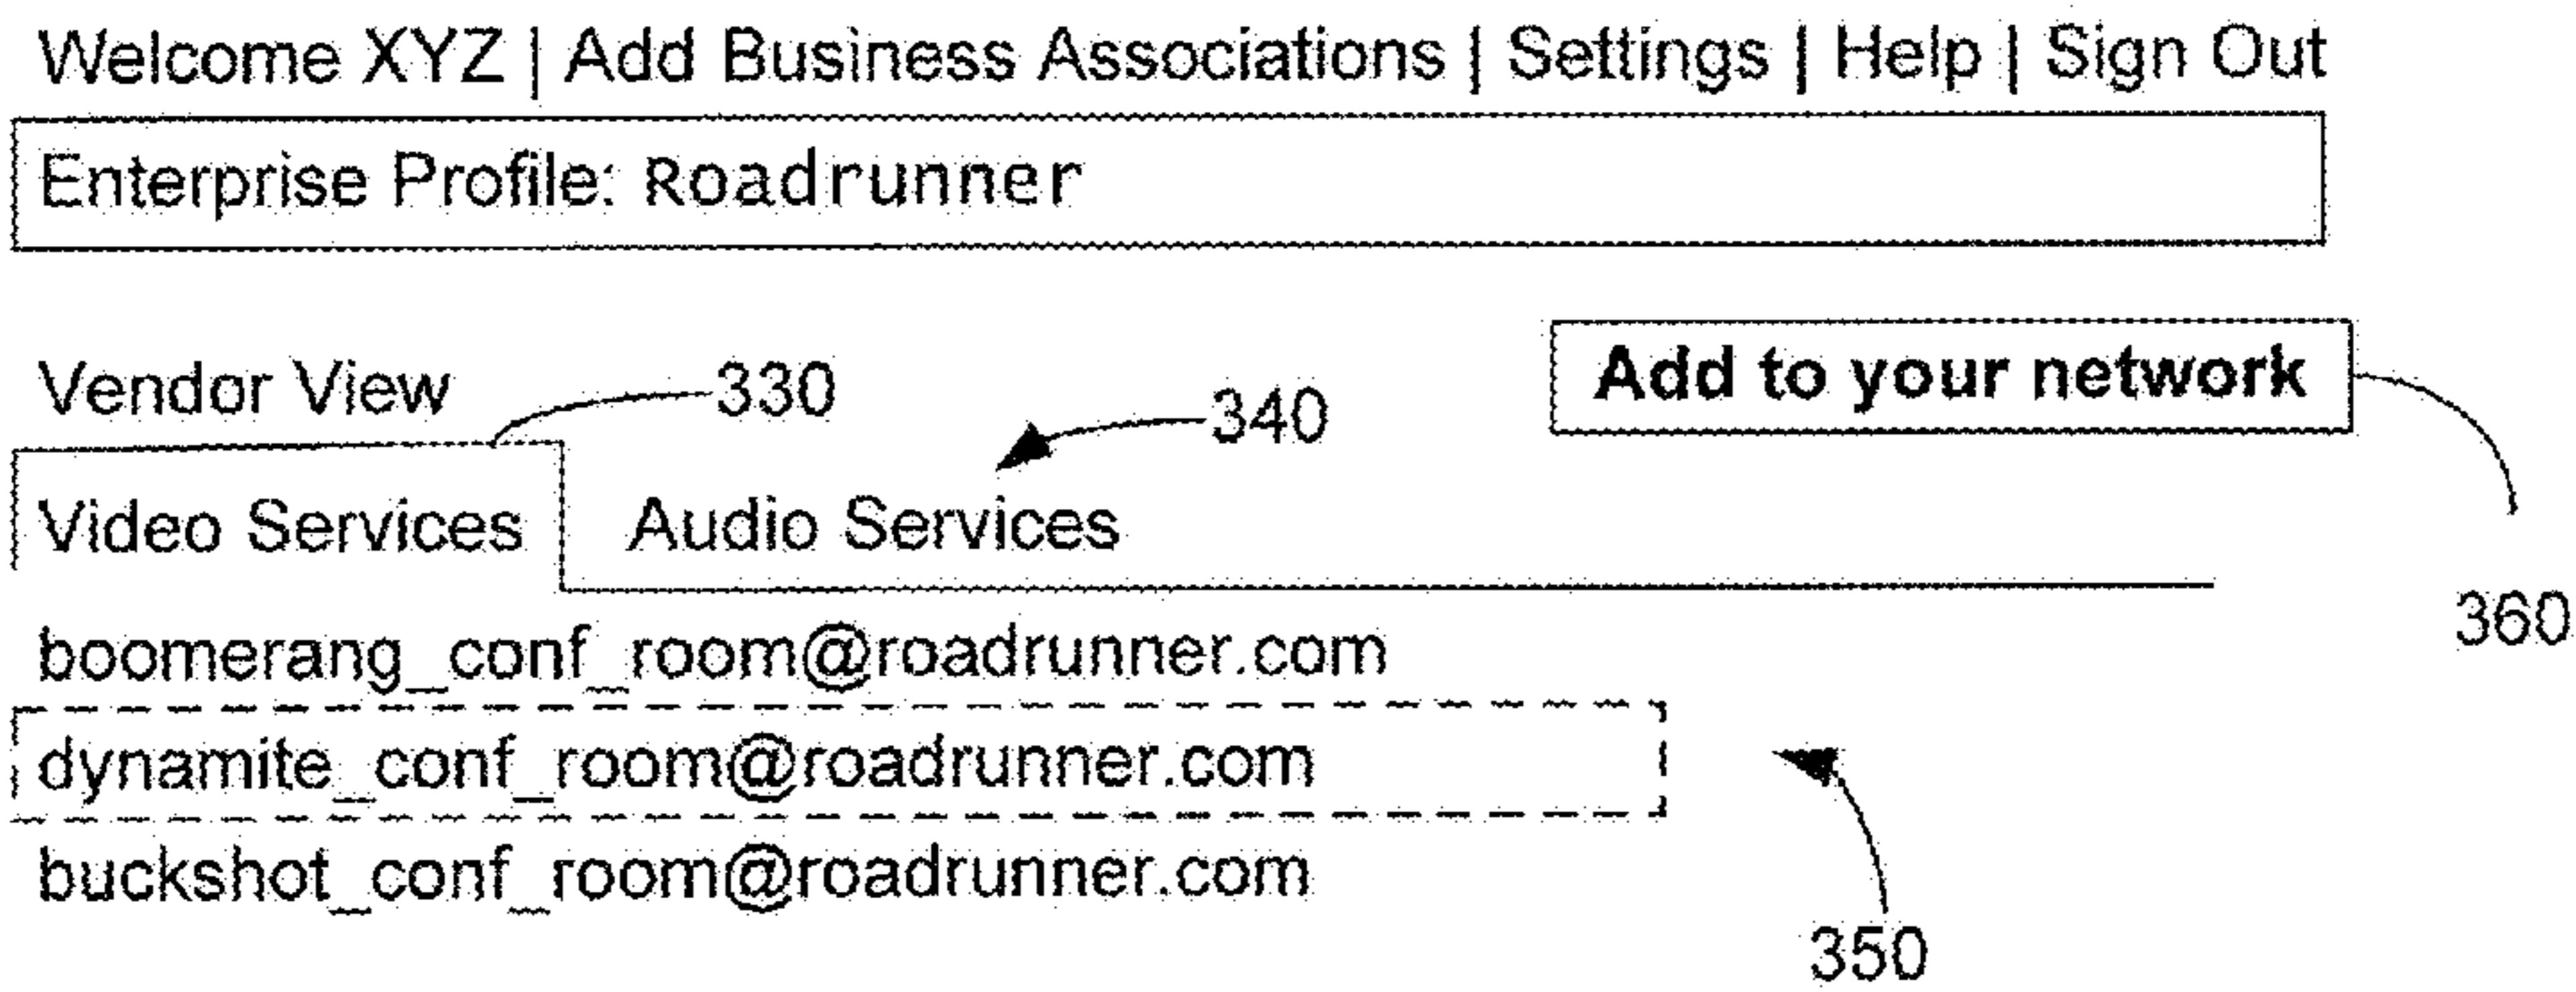 Welcome XYZ | Add Business Associations | Settings | Help | Sign Out
Enterprise Profile: Roadrunner
Add to your network
Vendor View
330
340
Video Services
Audio Services
360
boomerang_conf_room@roadrunner.com
dynamite_conf_room@roadrunner.com
buckshot_conf_room@roadrunner.com
350